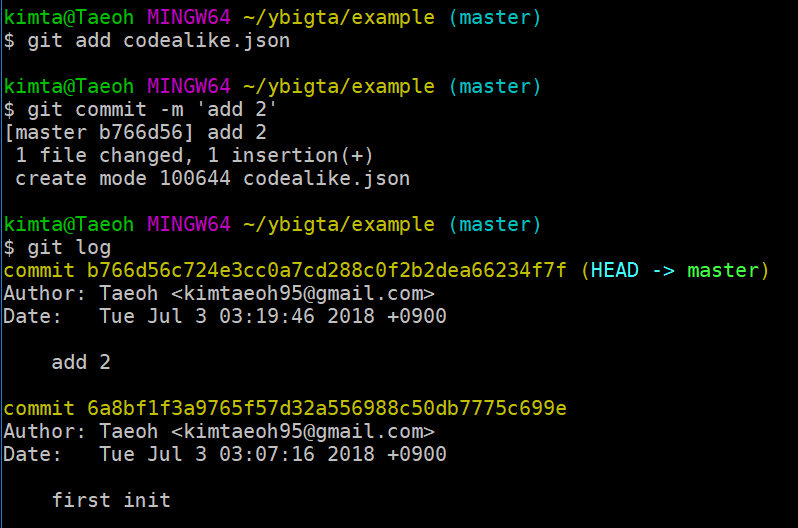 kimta@Taeoh MINGW64 ~/ybigta/example (master)
$ git add codealike.json
kimta@Taeoh MINGW64 ~/ybigta/example (master)
$ git commit -m 'add 2'
[master b766d56] add 2
 1 file changed, 1 insertion(+)
 create mode 100644 codealike.json
kimta@Taeoh MINGW64 ~/ybigta/example (master)
$ git log
commit b766d56c724e3cc0a7cd288c0f2b2dea66234f7f (HEAD -> master)
Author: Taeoh <kimtaeoh95@gmail.com>
Date:   Tue Jul 3 03:19:46 2018 +0900
    add 2
commit 6a8bf1f3a9765f57d32a556988c50db7775c699e
Author: Taeoh <kimtaeoh95@gmail.com>
Date:   Tue Jul 3 03:07:16 2018 +0900
    first init